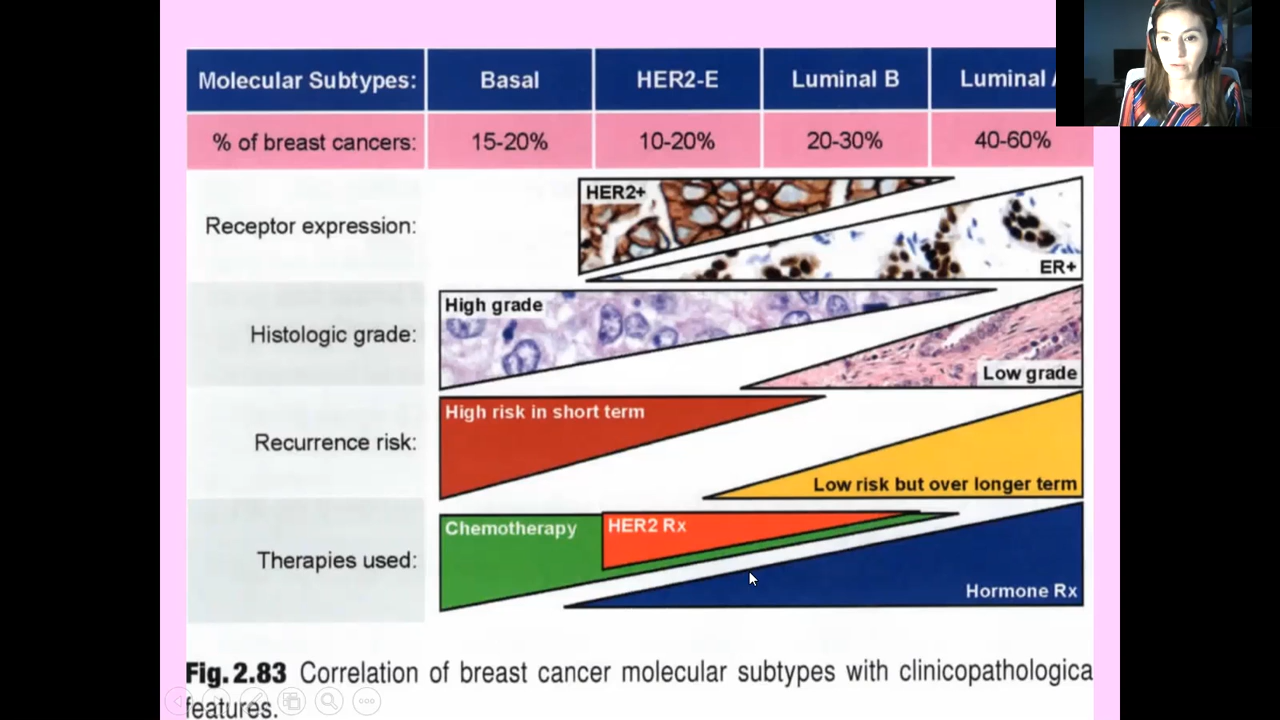 Molecular Subtypes: Basal HER2-E Luminal B Luminal
% of breast cancers: 15-20% 10-20% 20-30% 40-60%
Receptor expression: HER2+ ER+
Histologic grade: High grade Low grade
Recurrence risk: High risk in short term Low risk but over longer term
Therapies used: Chemotherapy HER2 Rx Hormone Rx
Fig. 2.83 Correlation of breast cancer molecular subtypes with clinicopathologica
features.